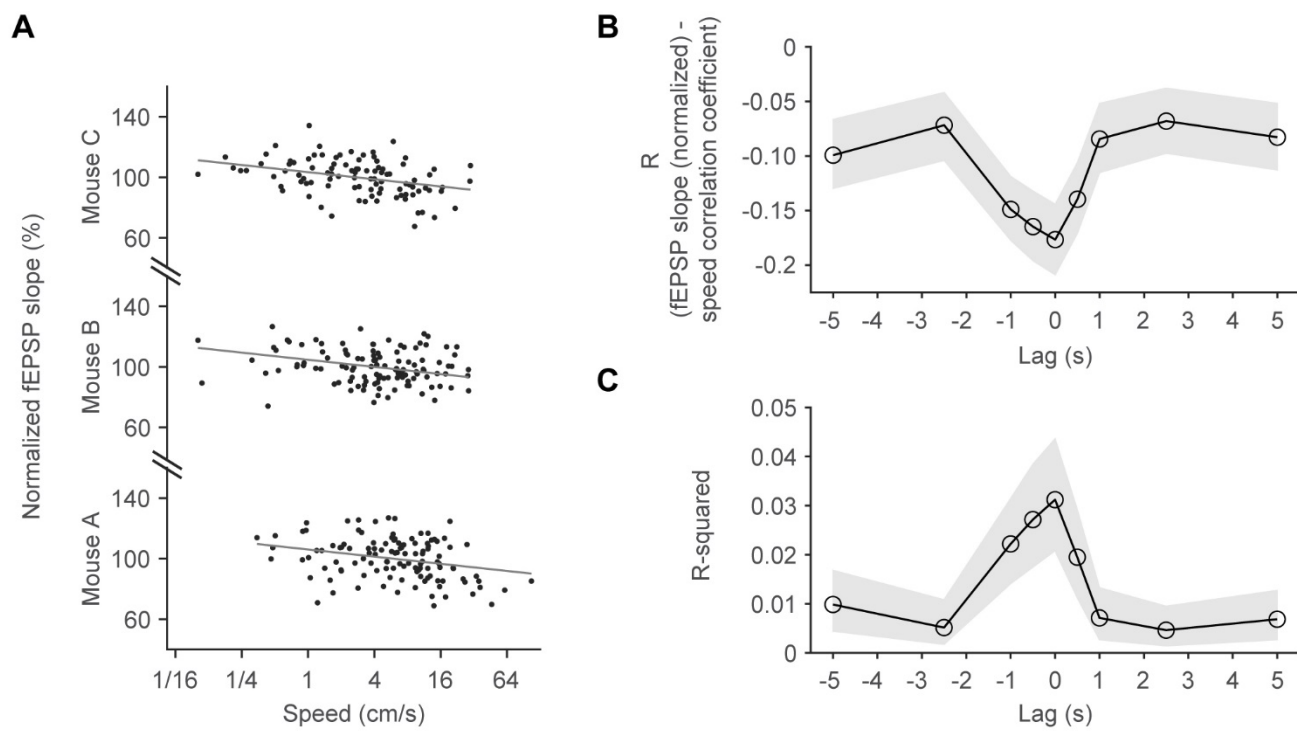 A
Normalized fEPSP slope (%)
Mouse C
140
100
60
Mouse B
140
100
60
Mouse A
140
100
60
1/16 1/4 1 4 16 64
Speed (cm/s)
B
R
(fEPSP slope (normalized) -
speed correlation coefficient)
0
-0.05
-0.10
-0.15
-0.2
-5 -4 -3 -2 -1 0 1 2 3 4 5
Lag (s)
C
R-squared
0.05
0.04
0.03
0.02
0.01
0
-5 -4 -3 -2 -1 0 1 2 3 4 5
Lag (s)